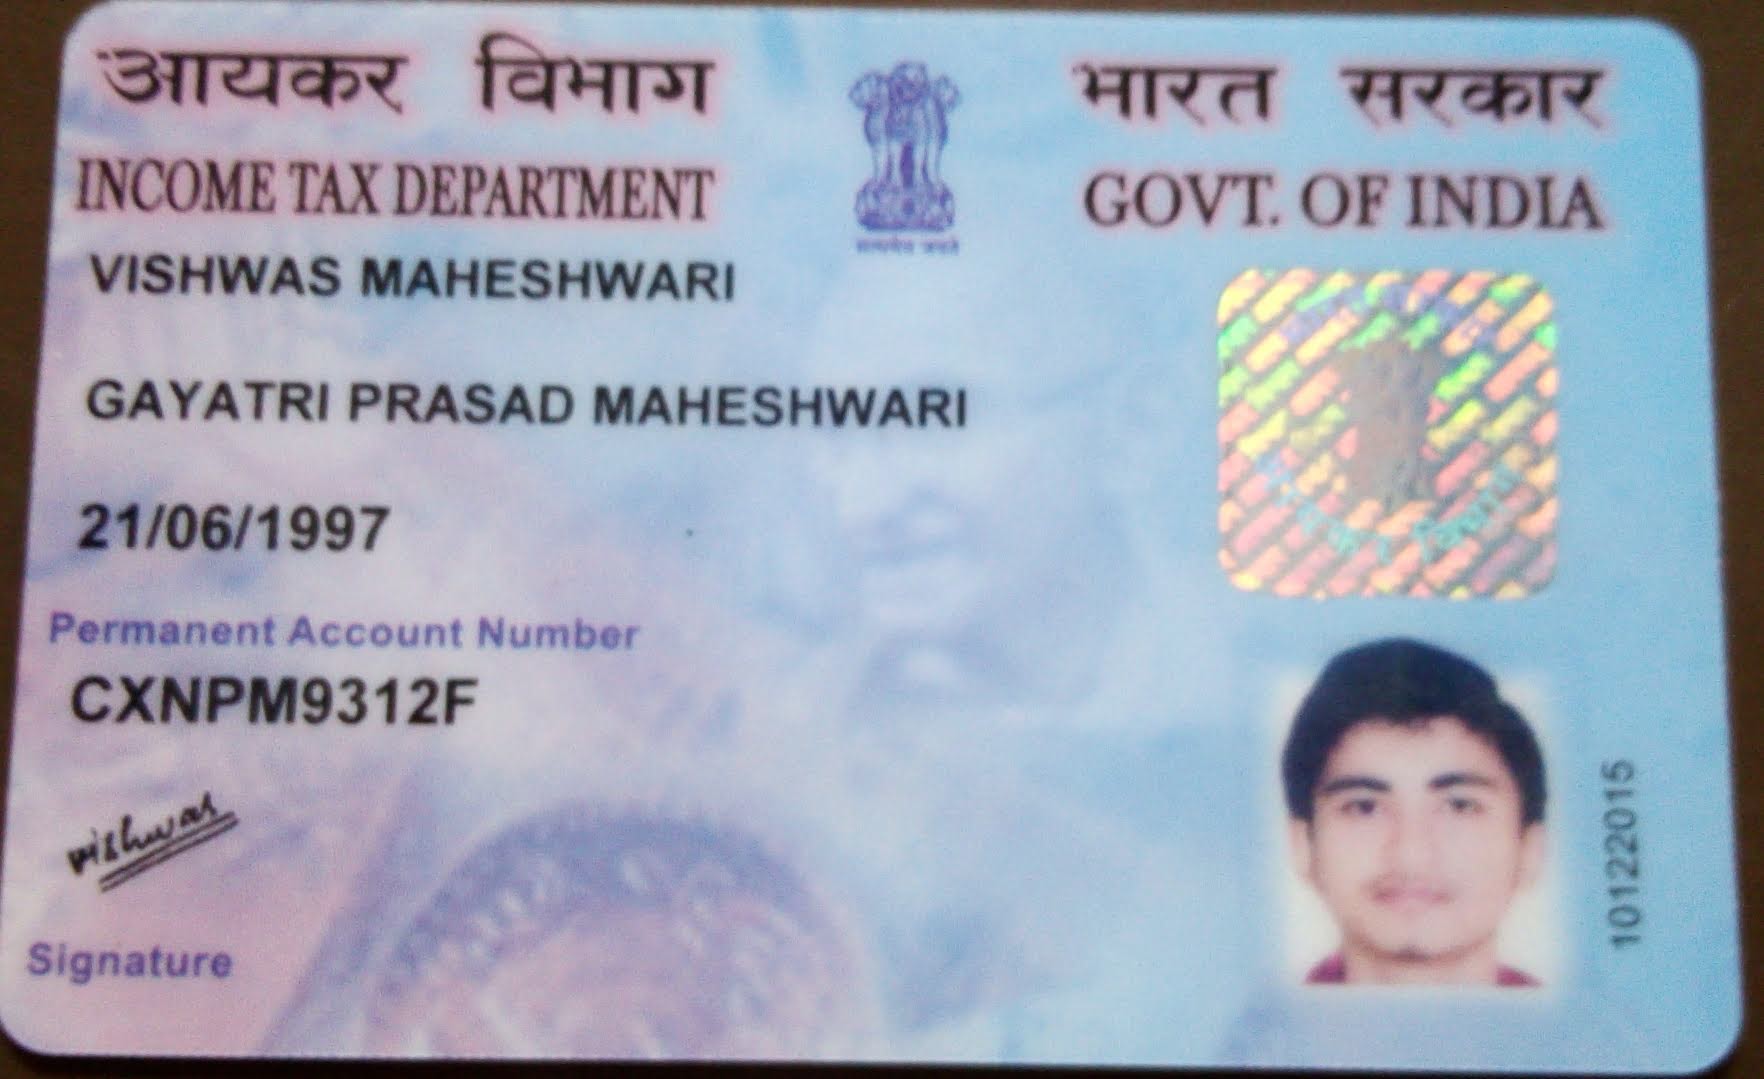 आयकर विभाग
INCOME TAX DEPARTMENT
भारत सरकार
GOVT. OF INDIA
सत्यमेव जयते
VISHWAS MAHESHWARI
GAYATRI PRASAD MAHESHWARI
21/06/1997
Permanent Account Number
CXNPM9312F
vishwas
Signature
10122015